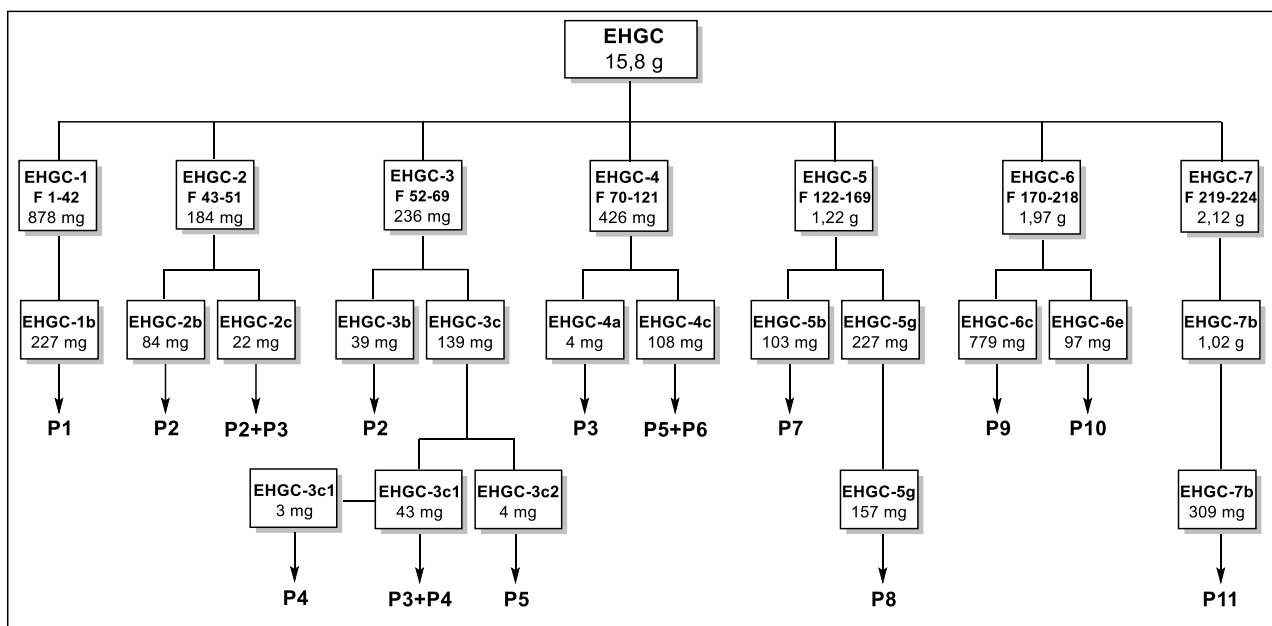 EHGC
15,8 g
EHGC-1
F 1-42
878 mg
EHGC-2
F 43-51
184 mg
EHGC-3
F 52-69
236 mg
EHGC-4
F 70-121
426 mg
EHGC-5
F 122-169
1,22 g
EHGC-6
F 170-218
1,97 g
EHGC-7
F 219-224
2,12 g
EHGC-1b
227 mg
EHGC-2b
84 mg
EHGC-2c
22 mg
EHGC-3b
39 mg
EHGC-3c
139 mg
EHGC-4a
4 mg
EHGC-4c
108 mg
EHGC-5b
103 mg
EHGC-5g
227 mg
EHGC-6c
779 mg
EHGC-6e
97 mg
EHGC-7b
1,02 g
P1
P2
P2+P3
P2
P3
P5+P6
P7
P9
P10
EHGC-3c1
3 mg
EHGC-3c1
43 mg
EHGC-3c2
4 mg
EHGC-5g
157 mg
EHGC-7b
309 mg
P4
P3+P4
P5
P8
P11